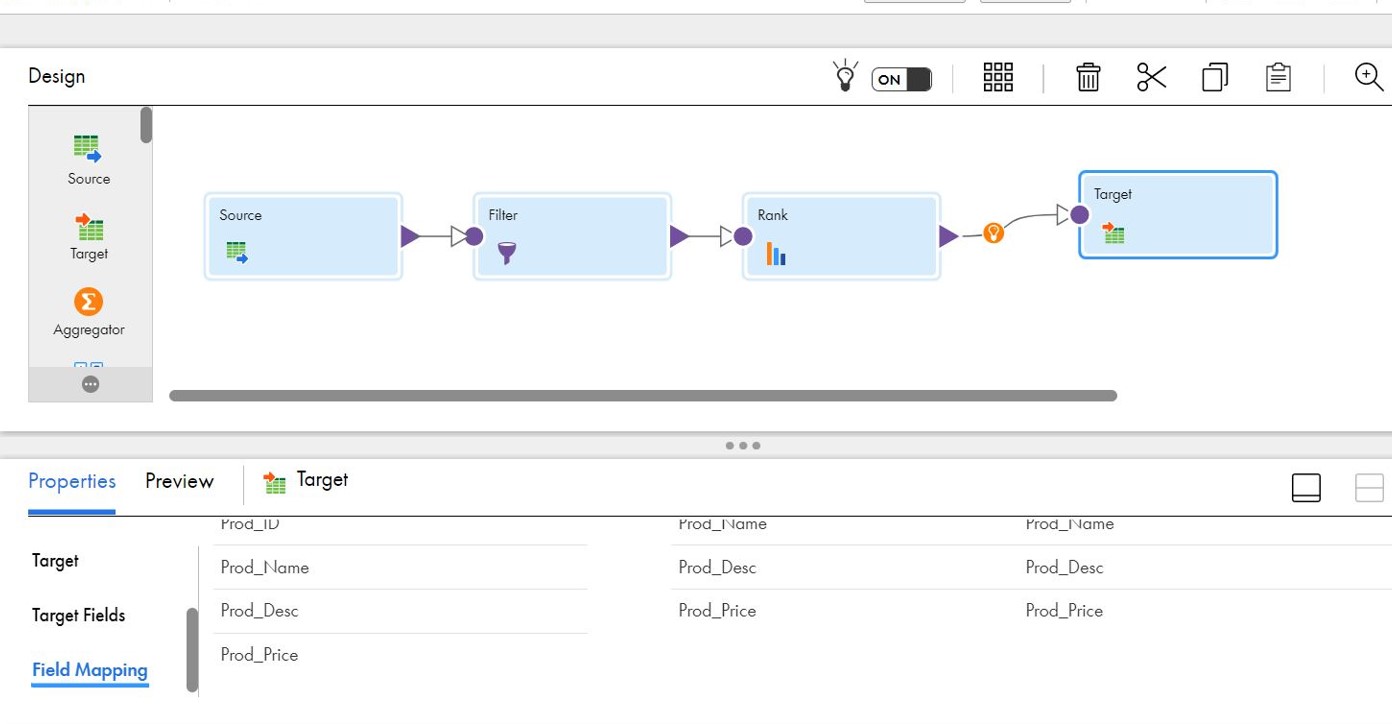 Design
ON
Source
Target
Aggregator
Source
Filter
Rank
Target
Properties
Preview
Target
Target
Target Fields
Field Mapping
Prod_ID
Prod_Name
Prod_Name
Prod_Name
Prod_Desc
Prod_Desc
Prod_Desc
Prod_Price
Prod_Price
Prod_Price